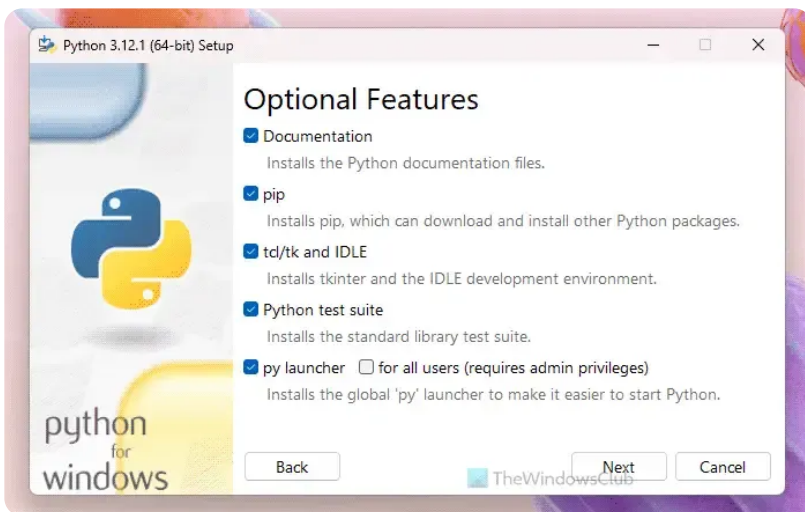 Python 3.12.1 (64-bit) Setup
Optional Features
Documentation
Installs the Python documentation files.
pip
Installs pip, which can download and install other Python packages.
tcl/tk and IDLE
Installs tkinter and the IDLE development environment.
Python test suite
Installs the standard library test suite.
py launcher for all users (requires admin privileges)
Installs the global 'py' launcher to make it easier to start Python.
python
for
windows
Back
TheWindowsClub
Next
Cancel